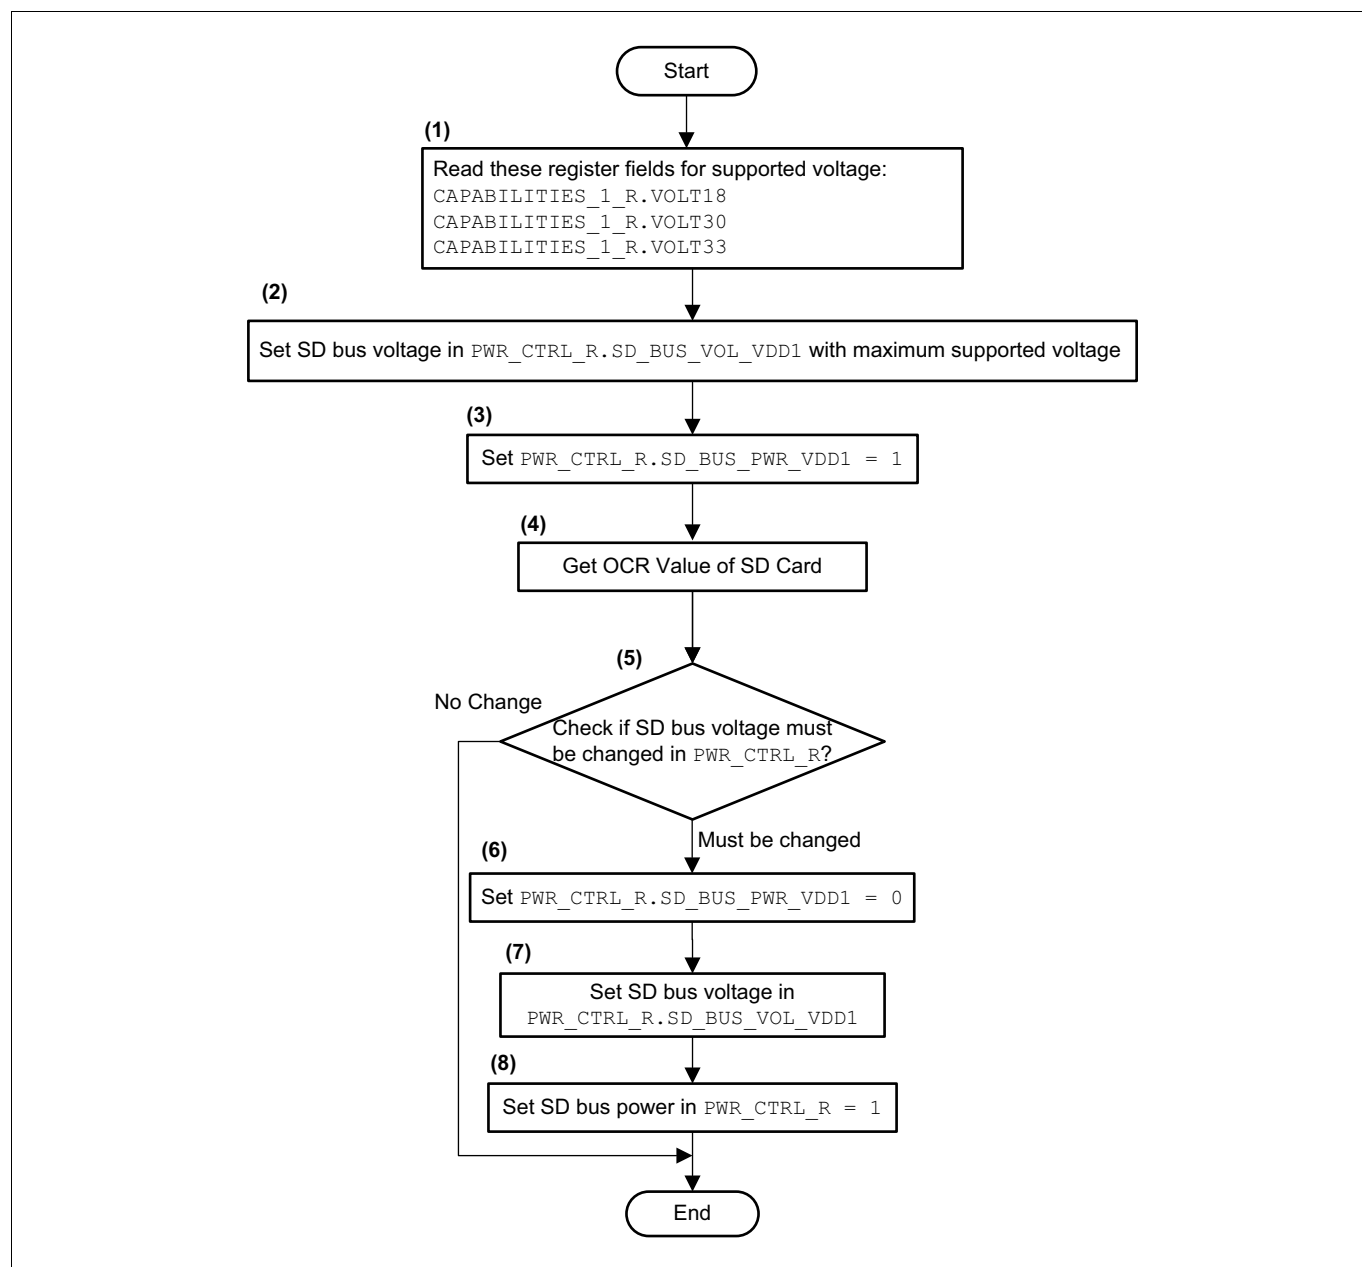 Start
(1)
Read these register fields for supported voltage:
CAPABILITIES_1_R.VOLT18
CAPABILITIES_1_R.VOLT30
CAPABILITIES_1_R.VOLT33
(2)
Set SD bus voltage in PWR_CTRL_R.SD_BUS_VOL_VDD1 with maximum supported voltage
(3)
Set PWR_CTRL_R.SD_BUS_PWR_VDD1 = 1
(4)
Get OCR Value of SD Card
(5)
No Change
Check if SD bus voltage must
be changed in PWR_CTRL_R?
Must be changed
(6)
Set PWR_CTRL_R.SD_BUS_PWR_VDD1 = 0
(7)
Set SD bus voltage in
PWR_CTRL_R.SD_BUS_VOL_VDD1
(8)
Set SD bus power in PWR_CTRL_R = 1
End